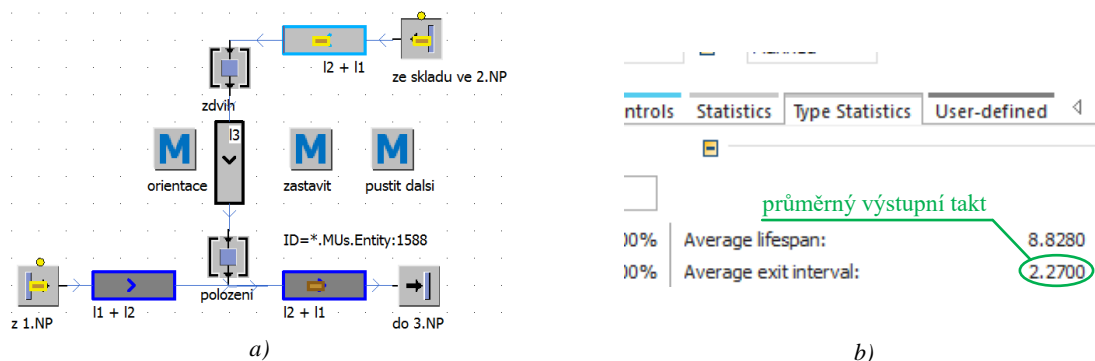 l2 + l1
ze skladu ve 2.NP
zdvih
l3
M
M
M
orientace
zastavit
pustit dalsi
ID=*.MUs.Entity:1588
polození
z 1.NP
l1 + l2
l2 + l1
do 3.NP
a)
ontrols
Statistics
Type Statistics
User-defined
průměrný výstupní takt
00%
Average lifespan:
8.8280
00%
Average exit interval:
2.2700
b)